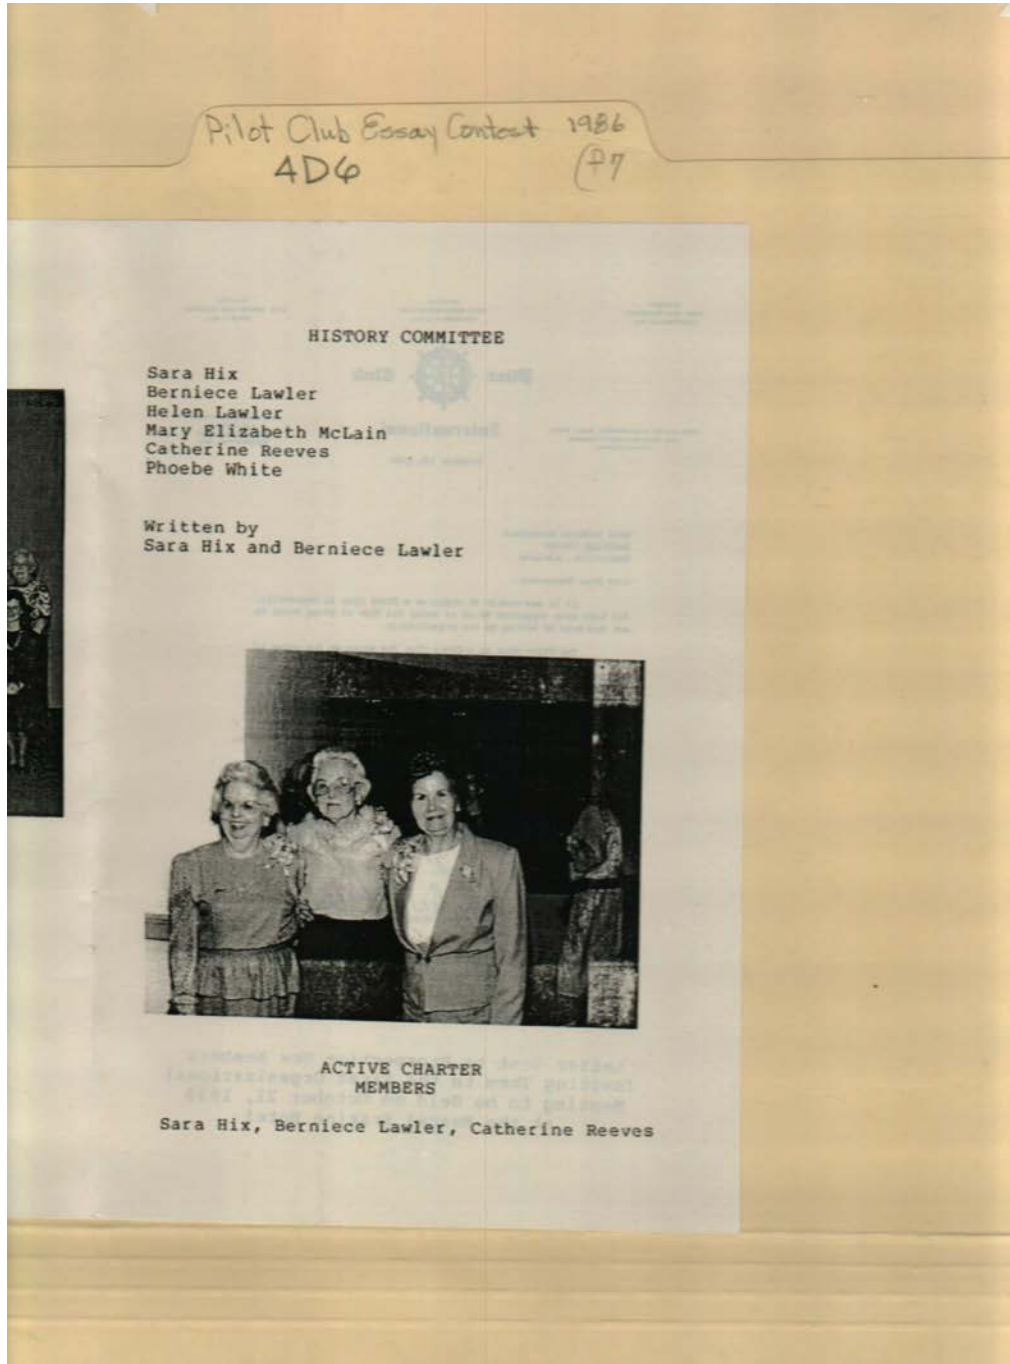 Pilot Club Essay Contest 1986
4D6
HISTORY COMMITTEE
Sara Hix
Berniece Lawler
Helen Lawler
Mary Elizabeth McLain
Catherine Reeves
Phoebe White
Written by
Sara Hix and Berniece Lawler
ACTIVE CHARTER
MEMBERS
Sara Hix, Berniece Lawler, Catherine Reeves